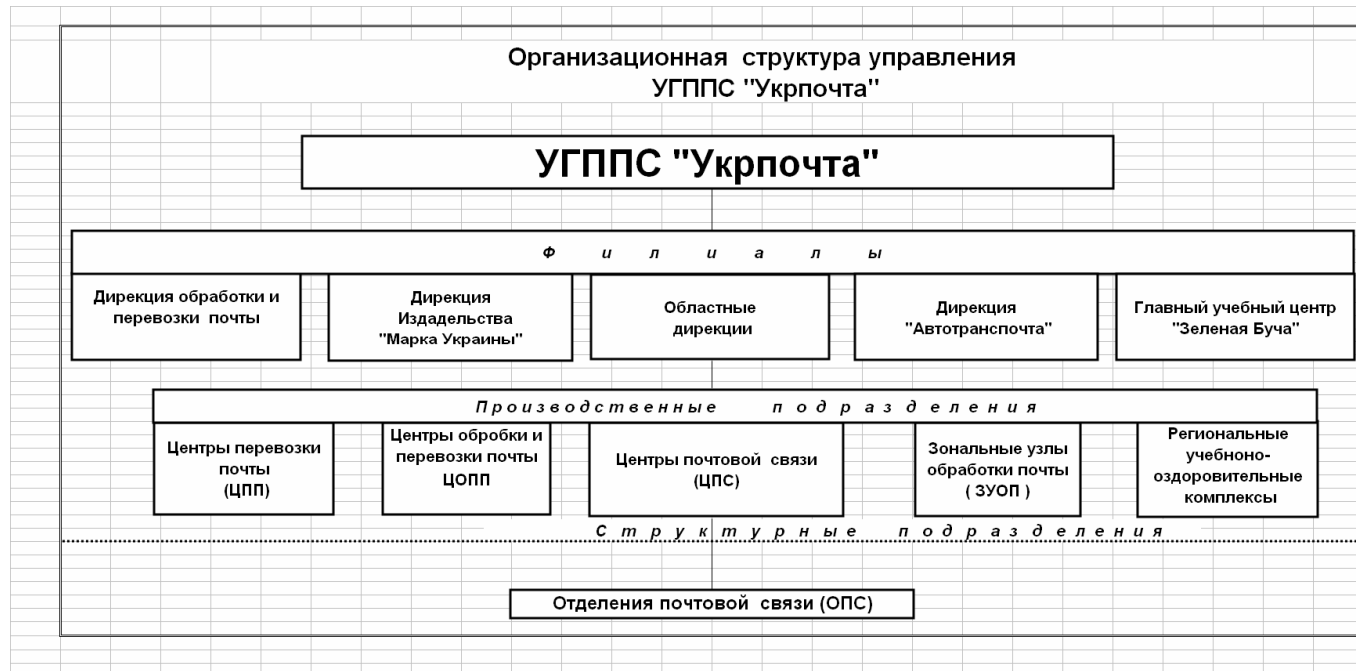 Организационная структура управления
УГППС "Укрпочта"
УГППС "Укрпочта"
Филиалы
Дирекция обработки и
перевозки почты
Дирекция
Издадельства
"Марка Украины"
Областные
дирекции
Дирекция
"Автотранспочта"
Главный учебный центр
"Зеленая Буча"
Производственные подразделения
Центры перевозки
почты
(ЦПП)
Центры обробки и
перевозки почты
ЦОПП
Центры почтовой связи
(ЦПС)
Зональные узлы
обработки почты
( ЗУОП )
Региональные
учебноно-
оздоровительные
комплексы
Структурные подразделения
Отделения почтовой связи (ОПС)